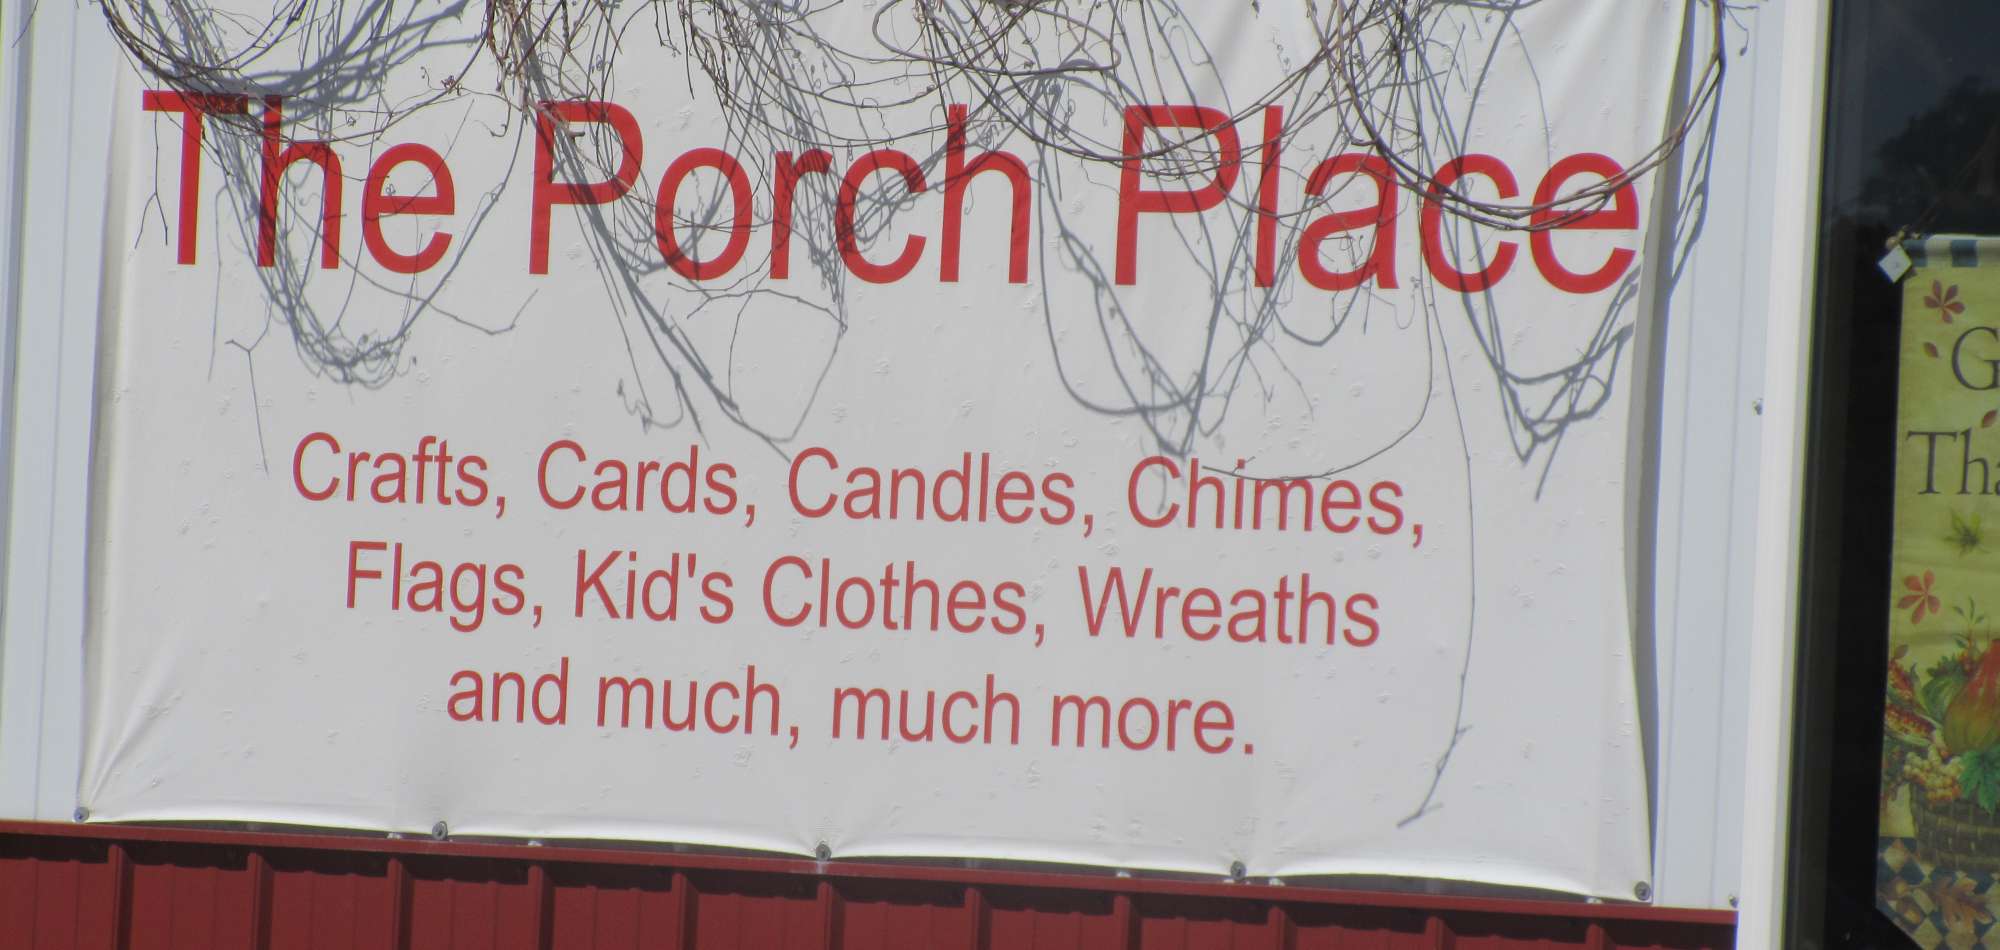 The Porch Place
Crafts, Cards, Candles, Chimes,
Flags, Kid's Clothes, Wreaths
and much, much more.